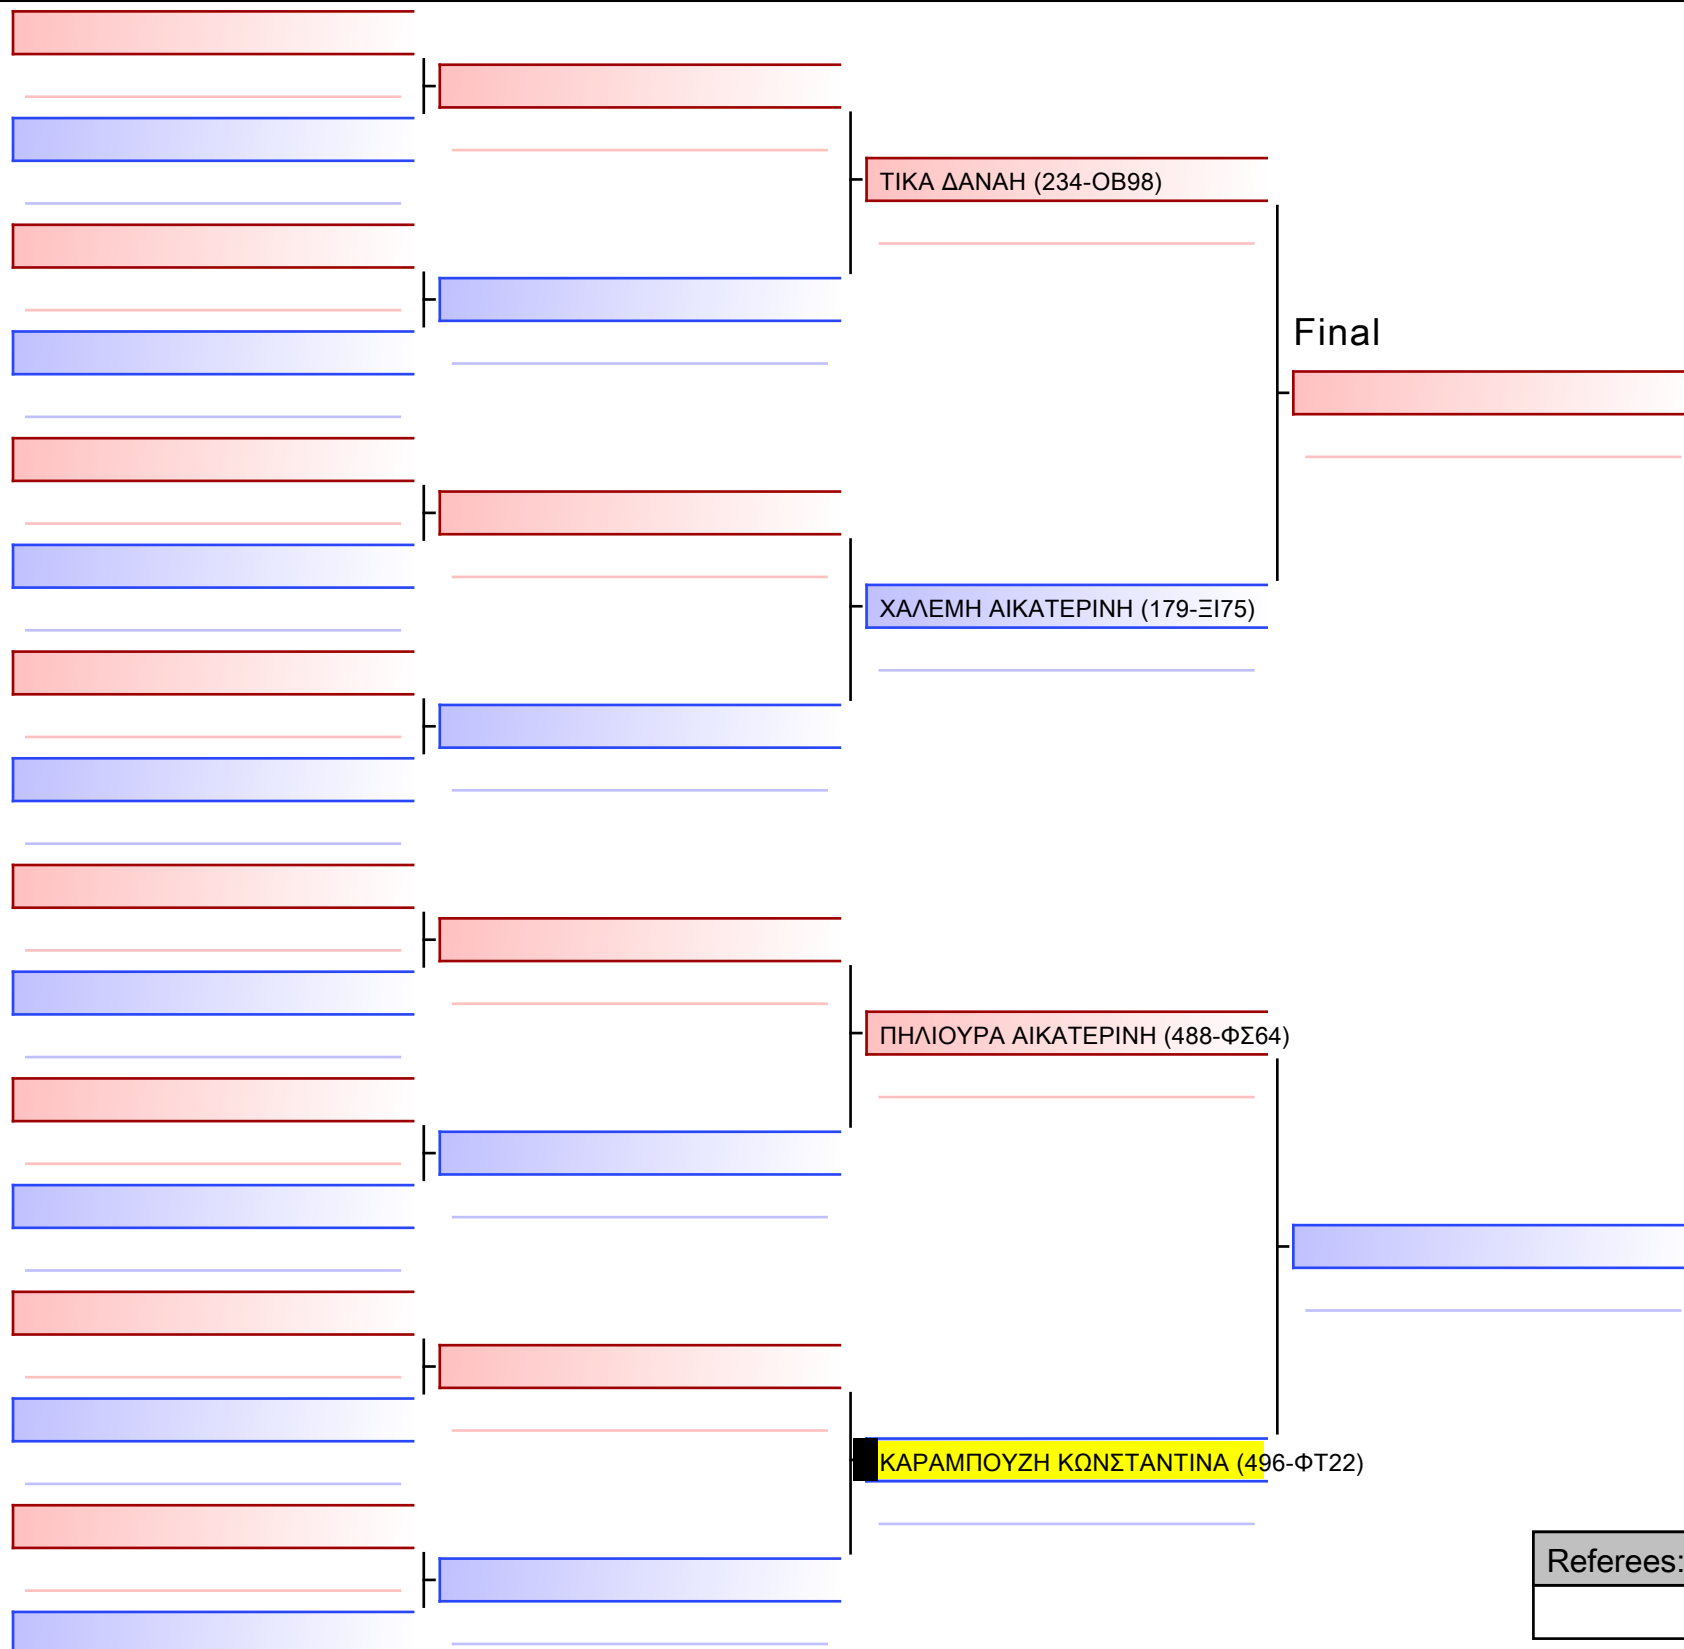 ΤΙΚΑ ΔΑΝΑΗ (234-ΟΒ98)
Final
ΧΑΛΕΜΗ ΑΙΚΑΤΕΡΙΝΗ (179-ΞΙ75)
ΠΗΛΙΟΥΡΑ ΑΙΚΑΤΕΡΙΝΗ (488-ΦΣ64)
ΚΑΡΑΜΠΟΥΖΗ ΚΩΝΣΤΑΝΤΙΝΑ (496-ΦΤ22)
Referees: